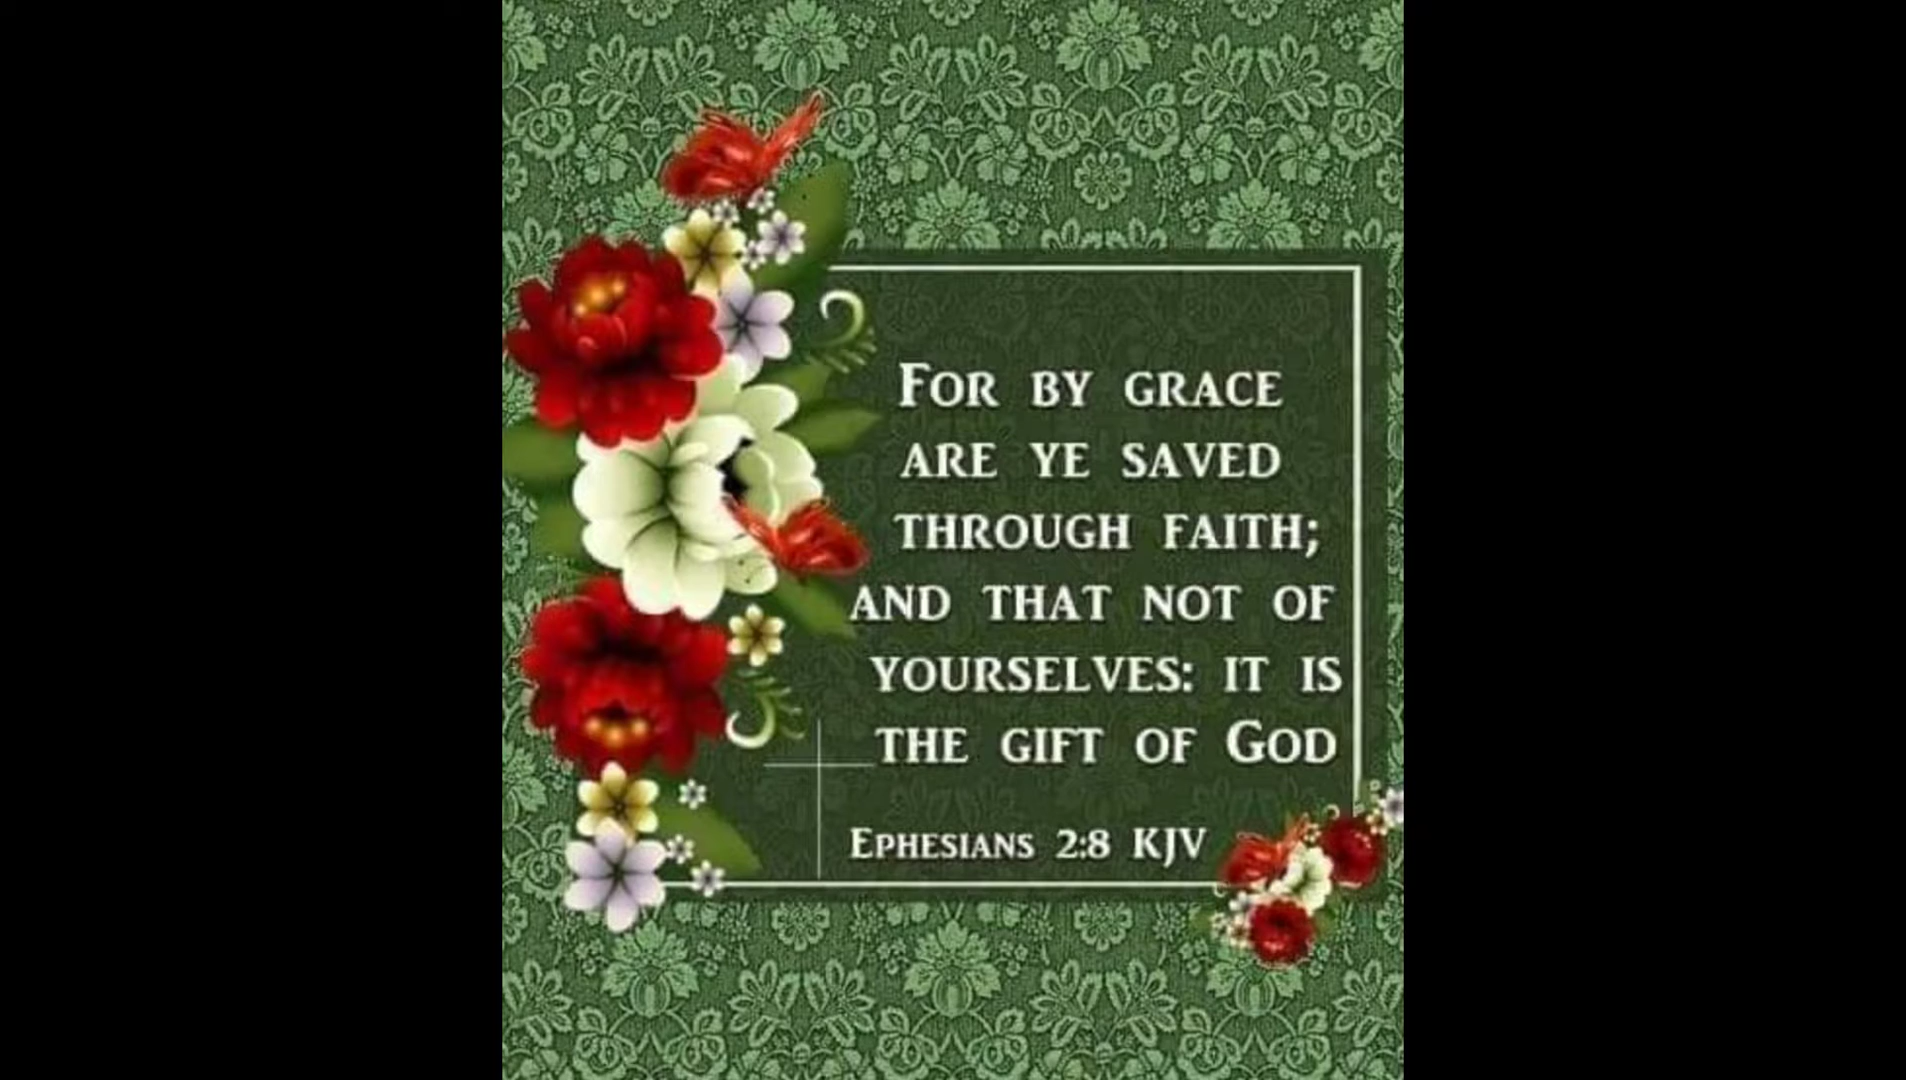 For by grace
are ye saved
through faith;
and that not of
yourselves: it is
the gift of God
Ephesians 2:8 KJV